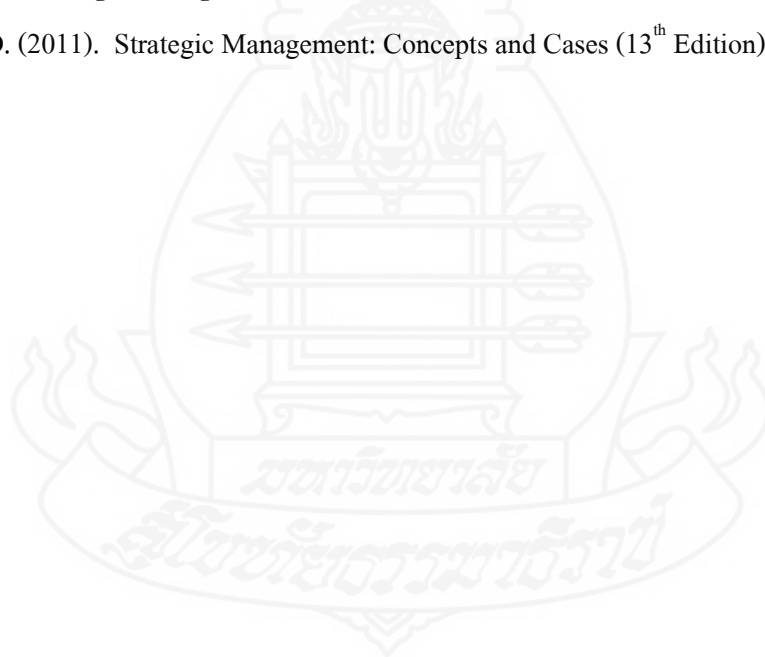 (2011). Strategic Management: Concepts and Cases (13th Edition)
มหาวิทยาลัย
สุโขทัยธรรมาธิราช